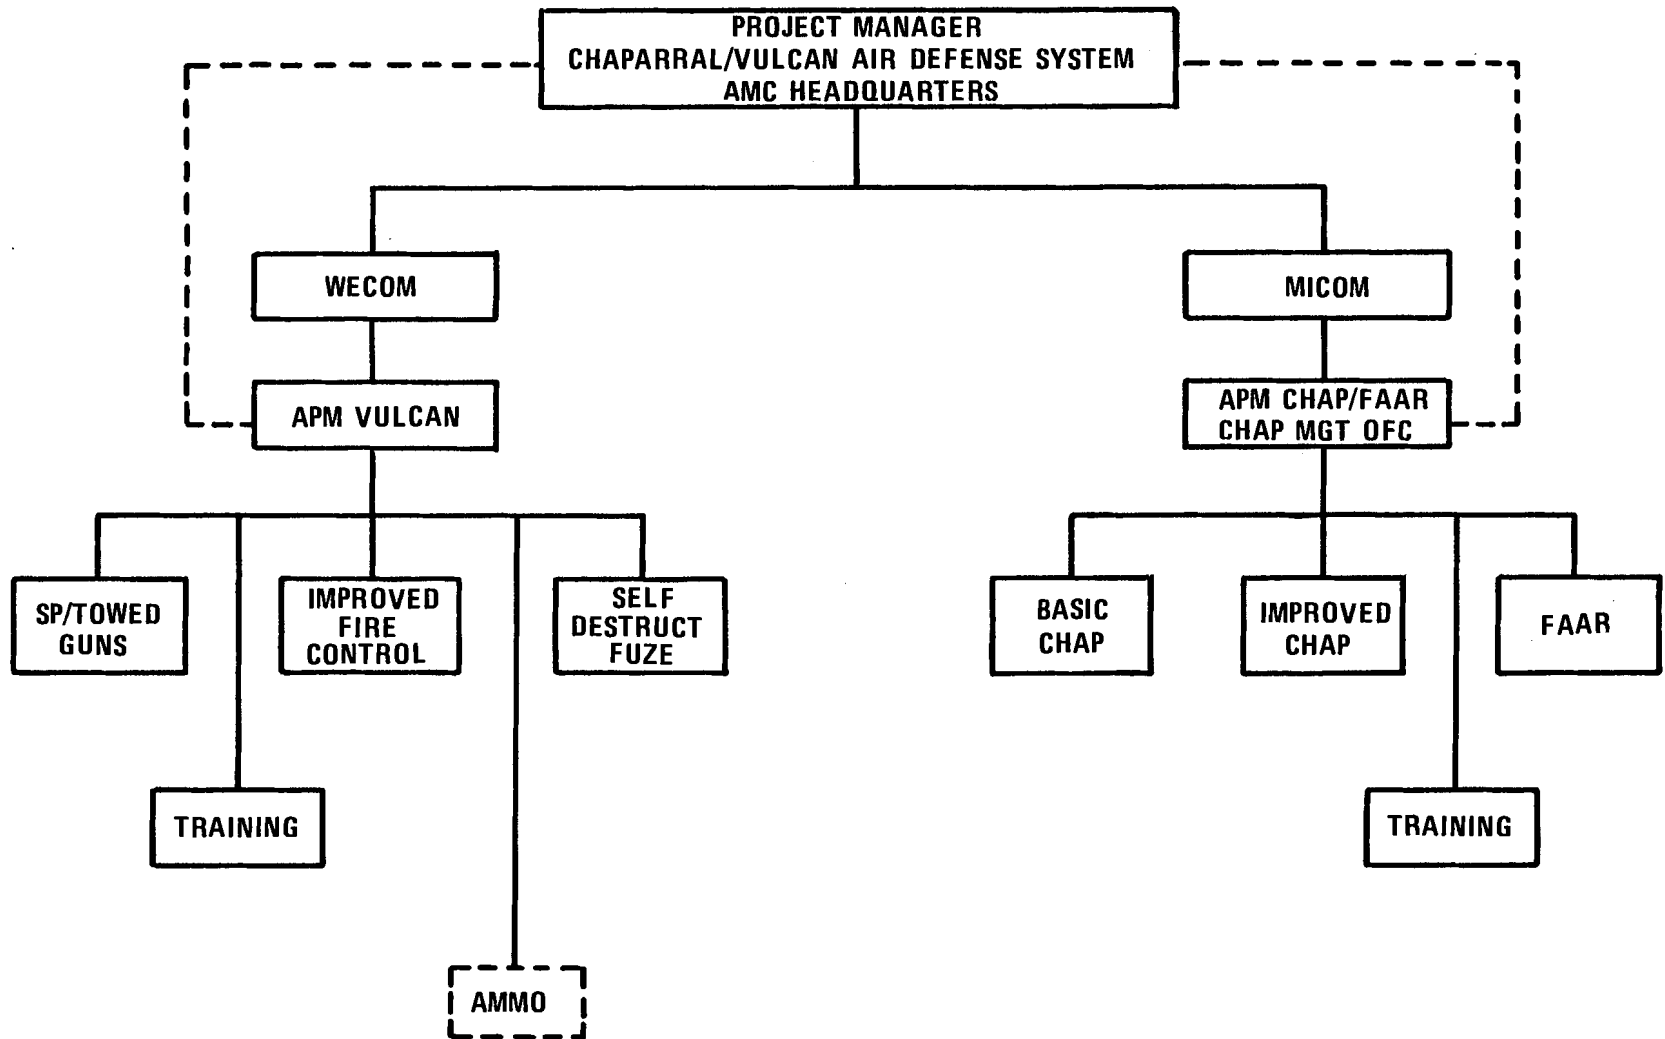 PROJECT MANAGER
CHAPARRAL/VULCAN AIR DEFENSE SYSTEM
AMC HEADQUARTERS
WECOM
MICOM
APM VULCAN
APM CHAP/FAAR
CHAP MGT OFC
SP/TOWED
GUNS
IMPROVED
FIRE
CONTROL
SELF
DESTRUCT
FUZE
BASIC
CHAP
IMPROVED
CHAP
FAAR
TRAINING
TRAINING
AMMO